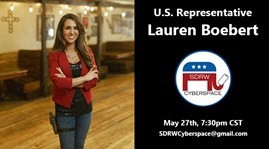 U.S. Representative
Lauren Boebert
SDRW
CYBERSPACE
May 27th, 7:30pm CST
SDRWCyberspace@gmail.com